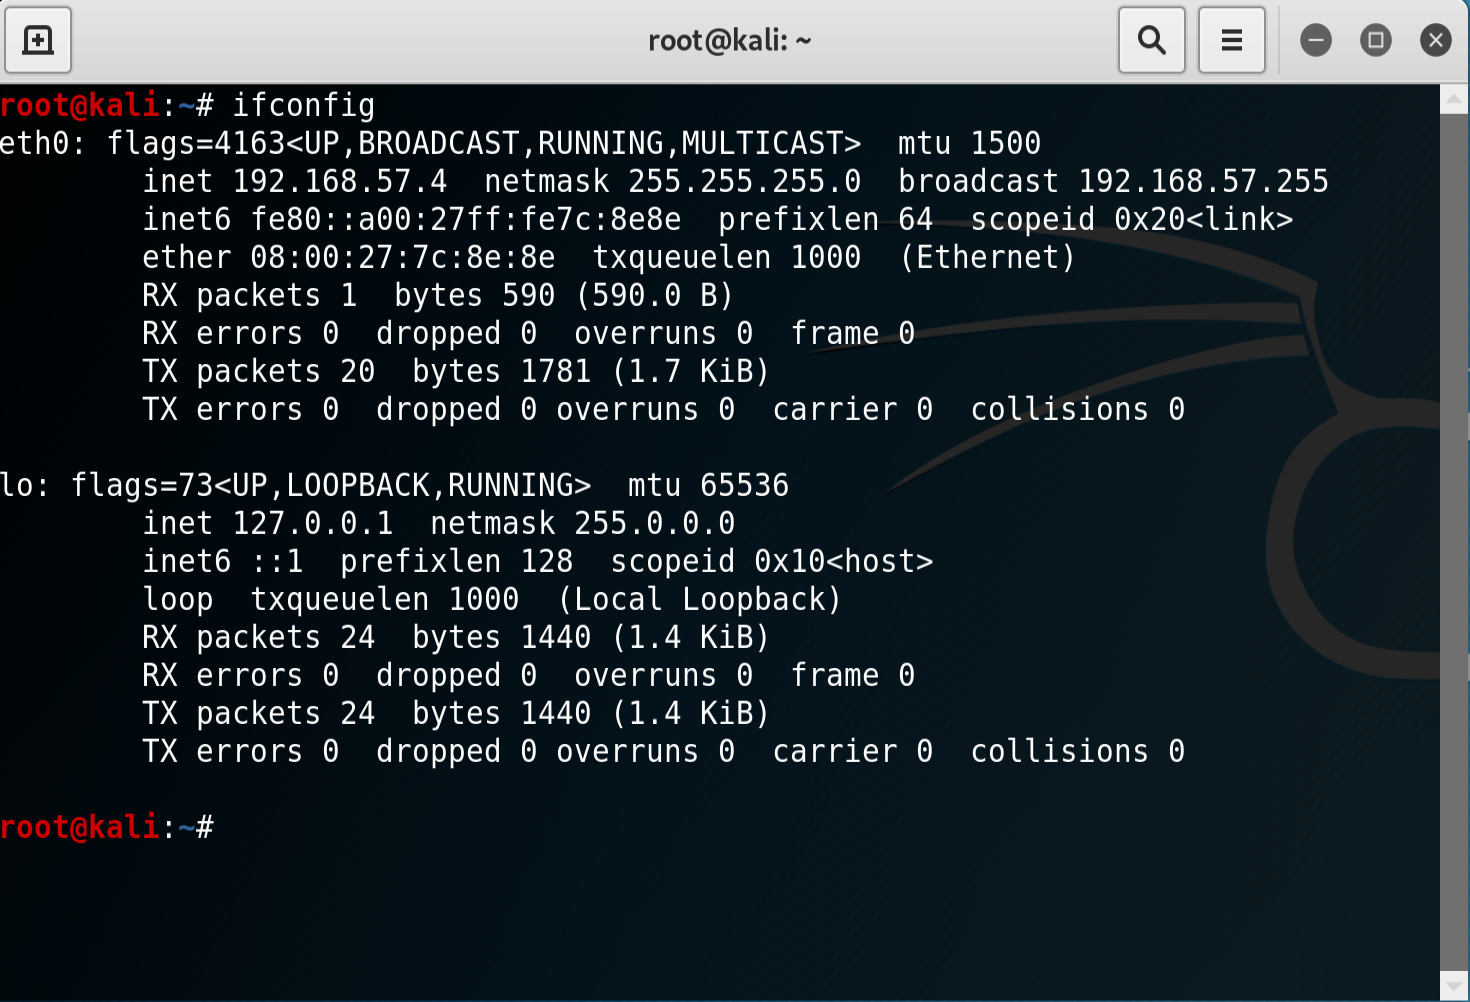 root@kali: ~
root@kali:~# ifconfig
eth0: flags=4163<UP,BROADCAST,RUNNING,MULTICAST>  mtu 1500
        inet 192.168.57.4  netmask 255.255.255.0  broadcast 192.168.57.255
        inet6 fe80::a00:27ff:fe7c:8e8e  prefixlen 64  scopeid 0x20<link>
        ether 08:00:27:7c:8e:8e  txqueuelen 1000  (Ethernet)
        RX packets 1  bytes 590 (590.0 B)
        RX errors 0  dropped 0  overruns 0  frame 0
        TX packets 20  bytes 1781 (1.7 KiB)
        TX errors 0  dropped 0 overruns 0  carrier 0  collisions 0

lo: flags=73<UP,LOOPBACK,RUNNING>  mtu 65536
        inet 127.0.0.1  netmask 255.0.0.0
        inet6 ::1  prefixlen 128  scopeid 0x10<host>
        loop  txqueuelen 1000  (Local Loopback)
        RX packets 24  bytes 1440 (1.4 KiB)
        RX errors 0  dropped 0  overruns 0  frame 0
        TX packets 24  bytes 1440 (1.4 KiB)
        TX errors 0  dropped 0 overruns 0  carrier 0  collisions 0

root@kali:~#